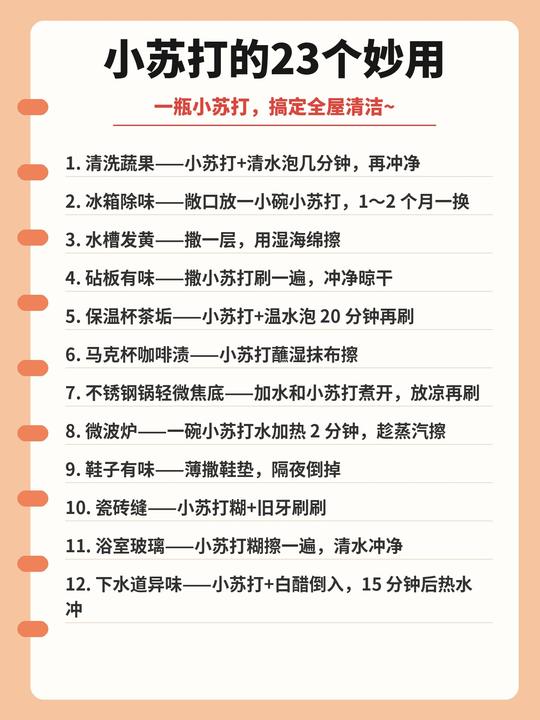 小苏打的23个妙用
一瓶小苏打，搞定全屋清洁~
1. 清洗蔬果——小苏打+清水泡几分钟，再冲净
2. 冰箱除味——敞口放一小碗小苏打，1～2 个月一换
3. 水槽发黄——撒一层，用湿海绵擦
4. 砧板有味——撒小苏打刷一遍，冲净晾干
5. 保温杯茶垢——小苏打+温水泡 20 分钟再刷
6. 马克杯咖啡渍——小苏打蘸湿抹布擦
7. 不锈钢锅轻微焦底——加水和小苏打煮开，放凉再刷
8. 微波炉——一碗小苏打水加热 2 分钟，趁蒸汽擦
9. 鞋子有味——薄撒鞋垫，隔夜倒掉
10. 瓷砖缝——小苏打糊+旧牙刷刷
11. 浴室玻璃——小苏打糊擦一遍，清水冲净
12. 下水道异味——小苏打+白醋倒入，15 分钟后热水
冲